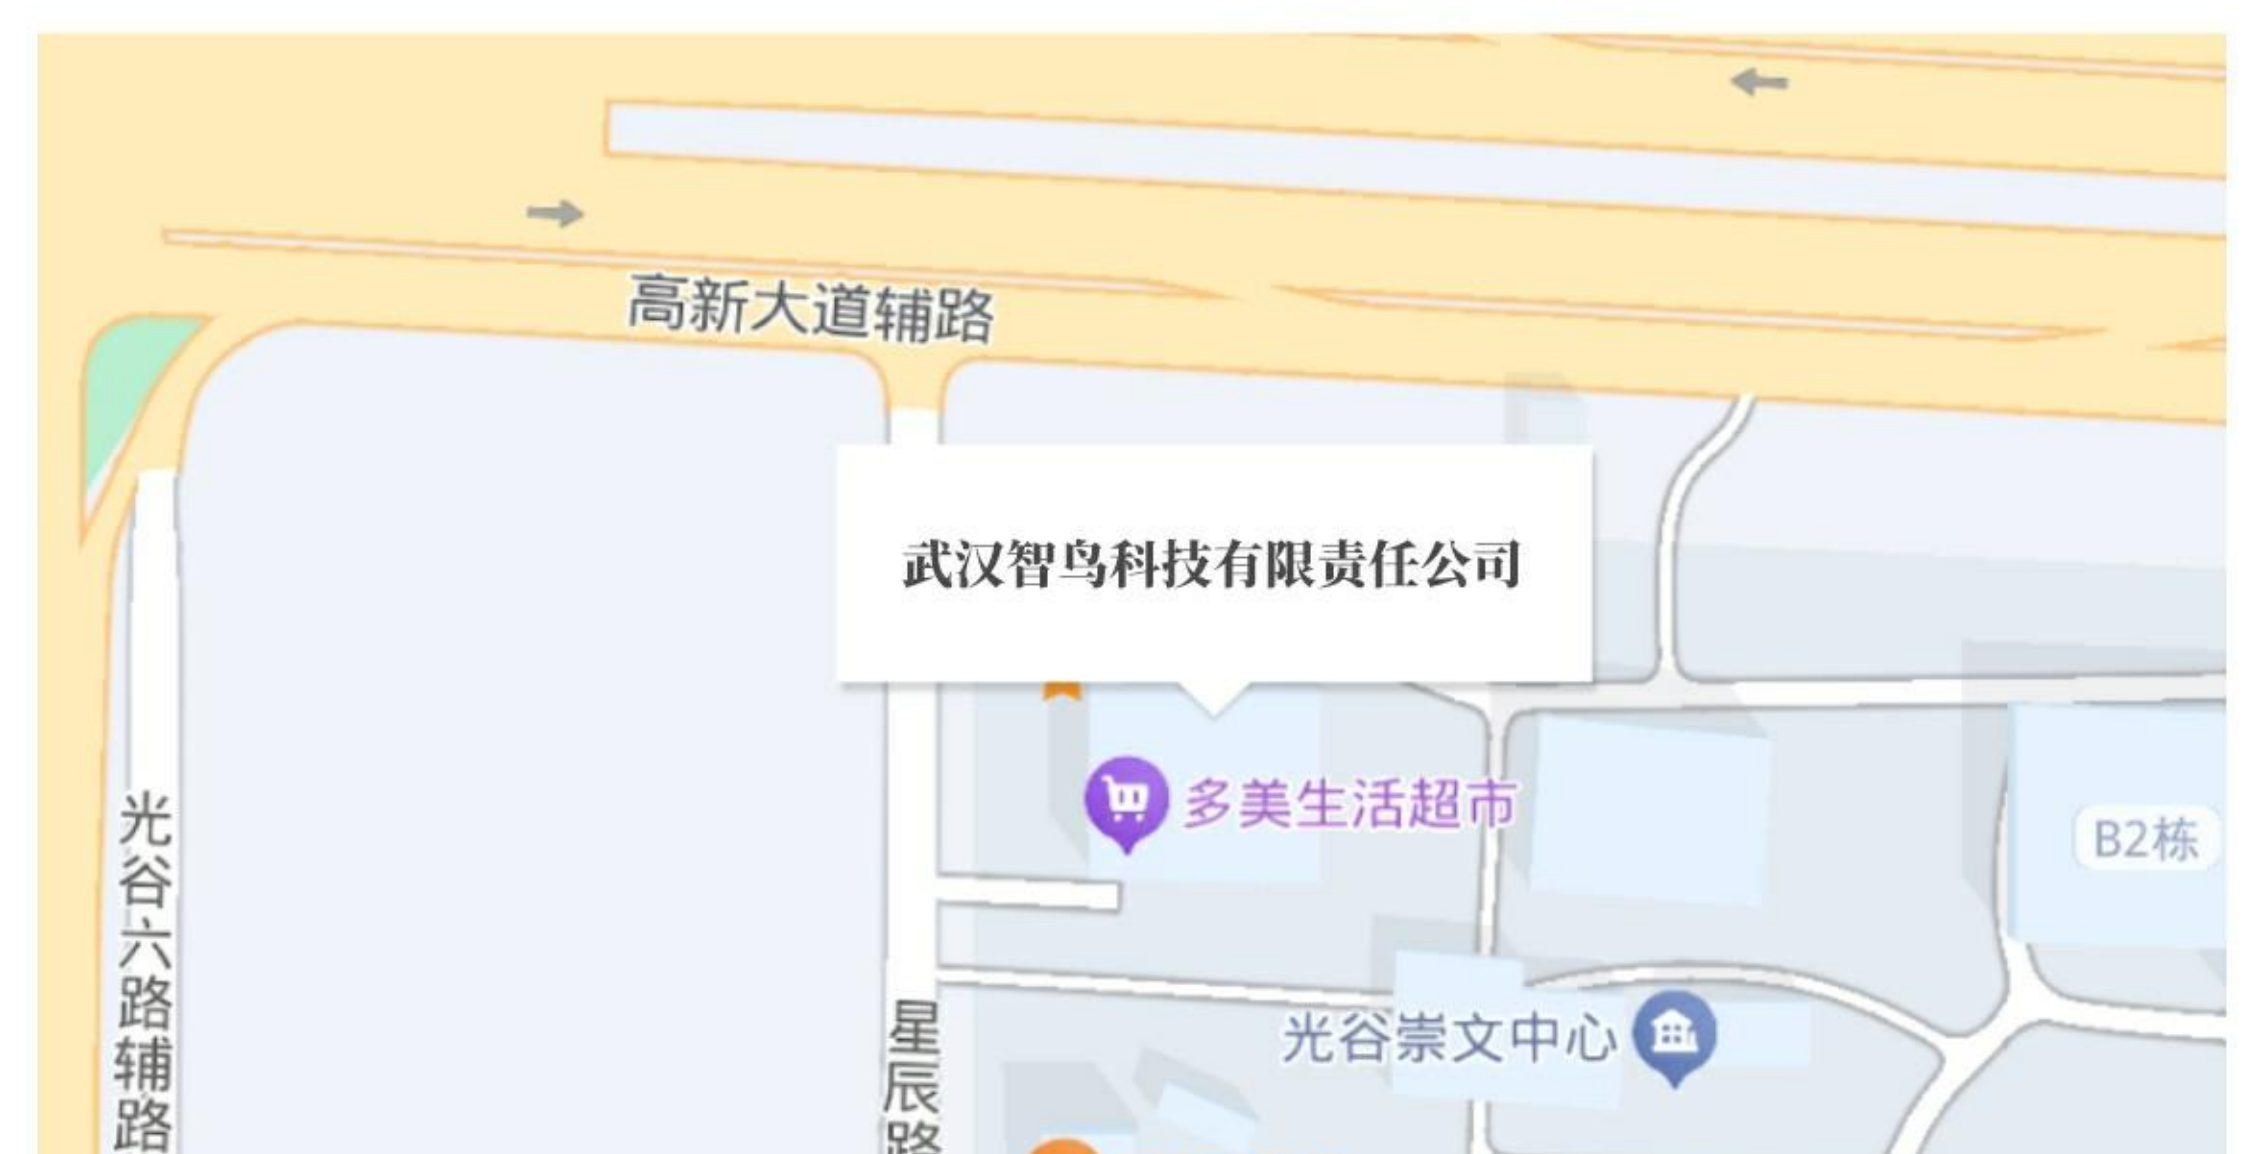 高新大道辅路
武汉智鸟科技有限责任公司
多美生活超市
B2栋
光谷六路辅路
星辰路
光谷崇文中心